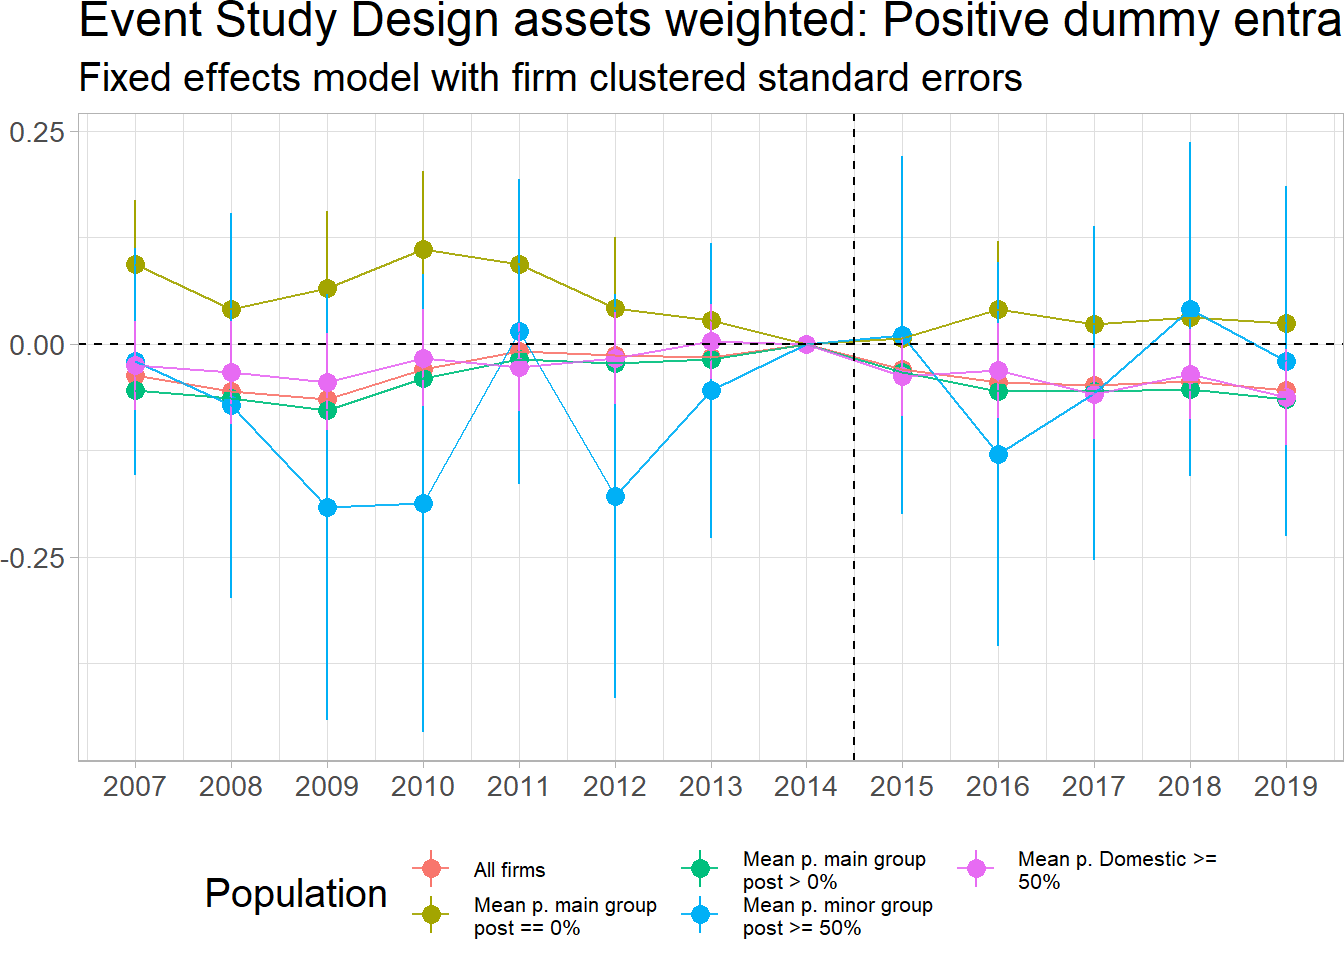 Event Study Design assets weighted: Positive dummy entra
Fixed effects model with firm clustered standard errors
0.25
0.00
-0.25
2007 2008 2009 2010 2011 2012 2013 2014 2015 2016 2017 2018 2019
Population
All firms
Mean p. main group
post == 0%
Mean p. main group
post > 0%
Mean p. minor group
post >= 50%
Mean p. Domestic >=
50%